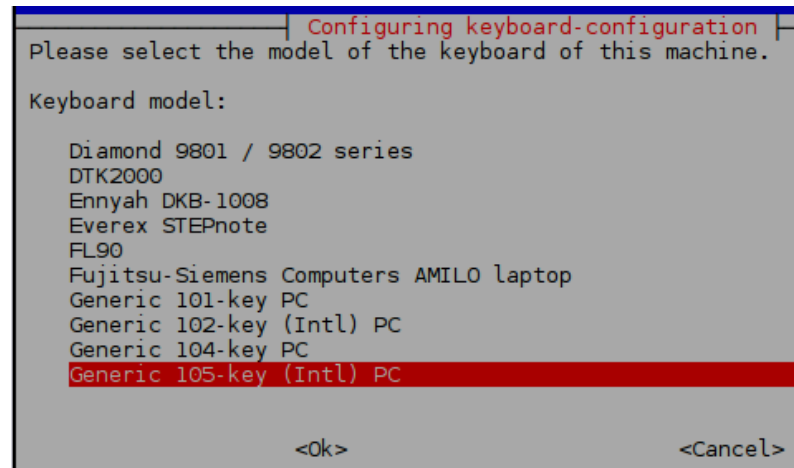 Configuring keyboard-configuration
Please select the model of the keyboard of this machine.
Keyboard model:
Diamond 9801 / 9802 series
DTK2000
Ennyah DKB-1008
Everex STEPnote
FL90
Fujitsu-Siemens Computers AMILO laptop
Generic 101-key PC
Generic 102-key (Intl) PC
Generic 104-key PC
Generic 105-key (Intl) PC
<Ok> <Cancel>